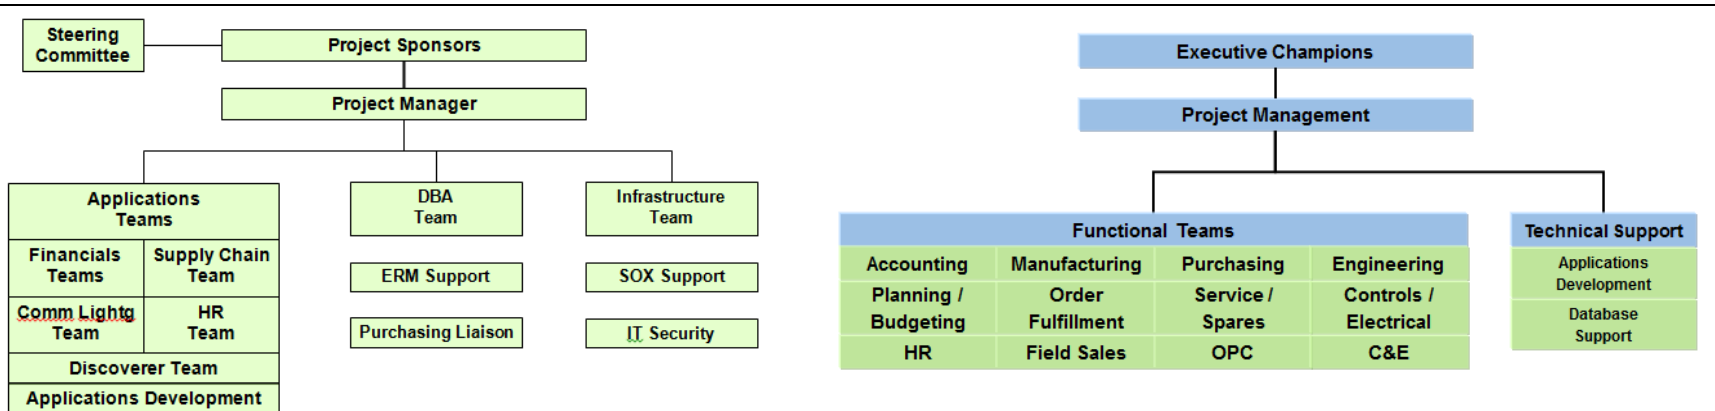 Steering
Committee
Project Sponsors
Project Manager
Applications
Teams
Financials
Teams
Supply Chain
Team
Comm Lightg
Team
HR
Team
Discoverer Team
Applications Development
DBA
Team
ERM Support
Purchasing Liaison
Infrastructure
Team
SOX Support
IT Security
Executive Champions
Project Management
Functional Teams
Accounting
Manufacturing
Purchasing
Engineering
Planning /
Budgeting
Order
Fulfillment
Service /
Spares
Controls /
Electrical
HR
Field Sales
OPC
C&E
Technical Support
Applications
Development
Database
Support